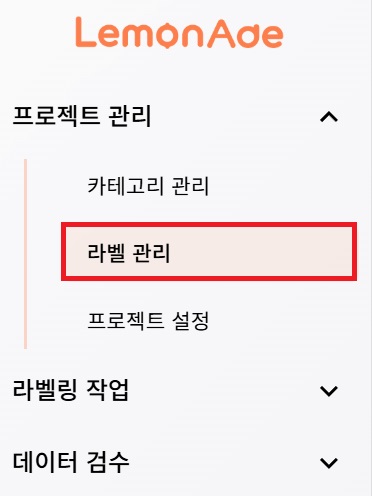 LemonAde
프로젝트 관리
카테고리 관리
라벨 관리
프로젝트 설정
라벨링 작업
데이터 검수